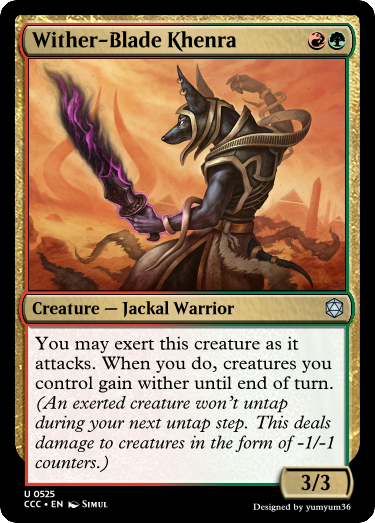 Wither-Blade Khenra
Creature — Jackal Warrior
You may exert this creature as it
attacks. When you do, creatures you
control gain wither until end of turn.
(An exerted creature won't untap
during your next untap step. This deals
damage to creatures in the form of -1/-1
counters.)
3/3
U 0525
CCC • EN Simul
Designed by yumyum36